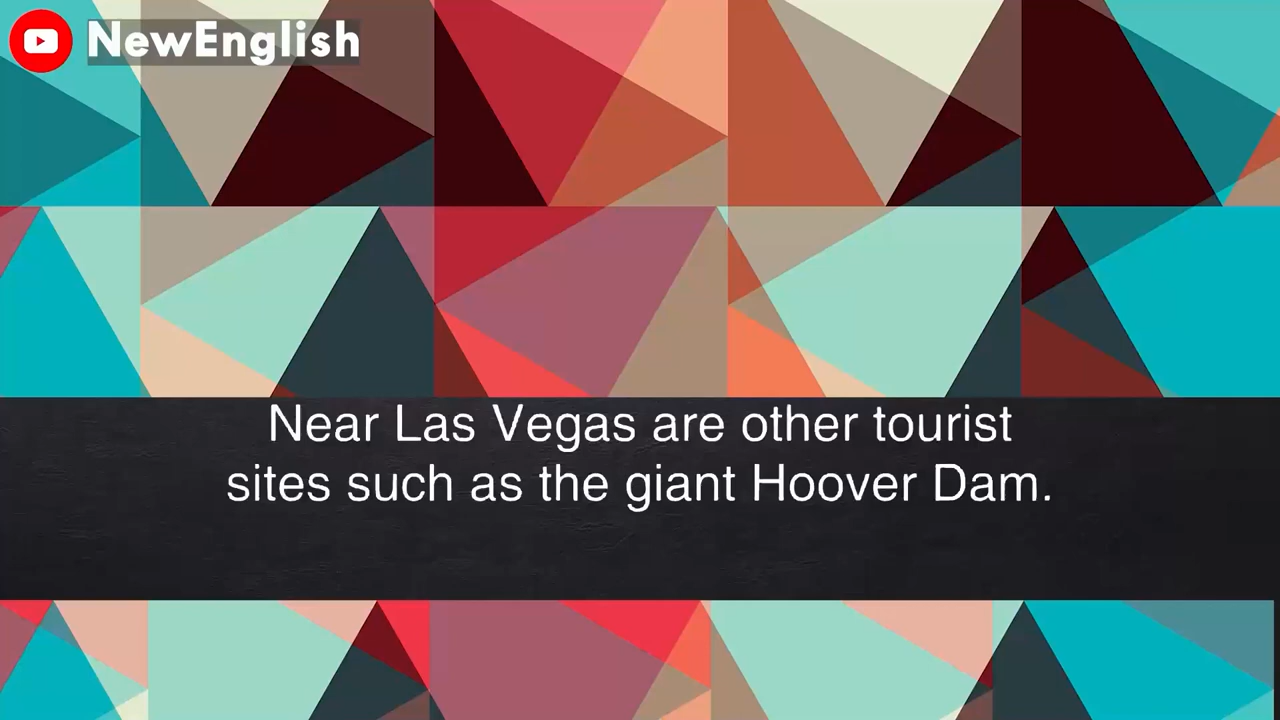 NewEnglish
Near Las Vegas are other tourist
sites such as the giant Hoover Dam.